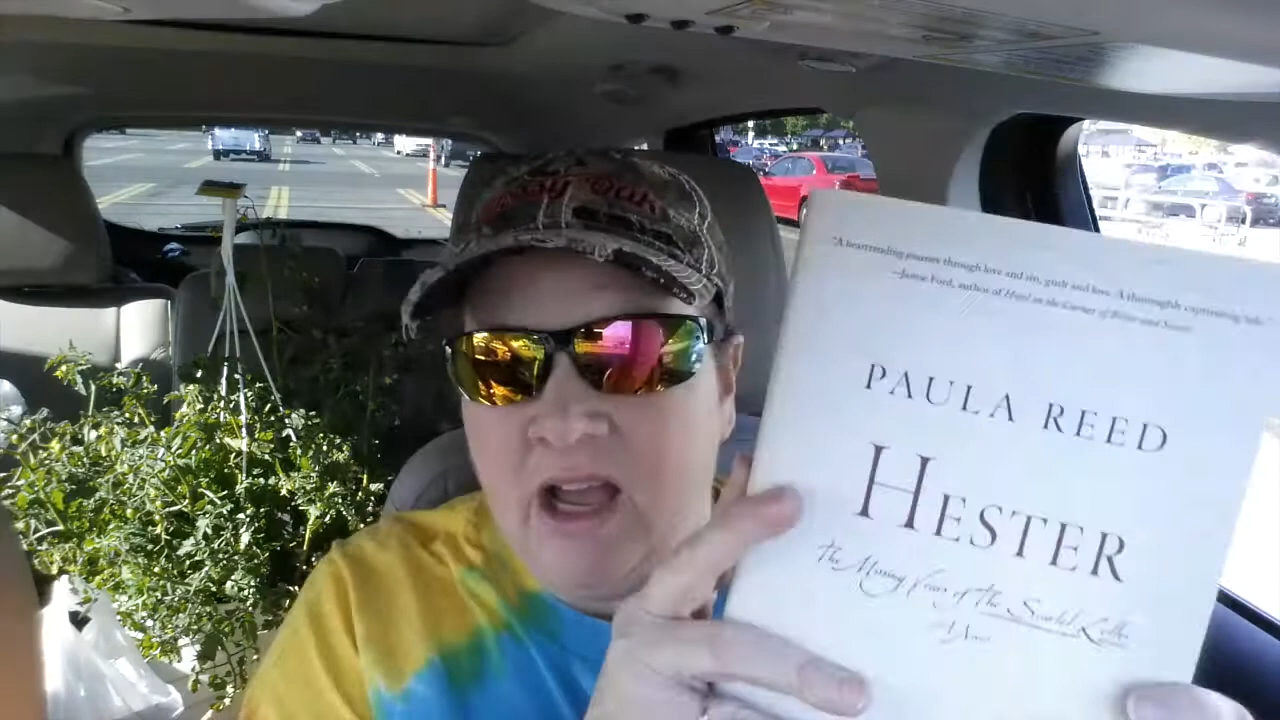 "A heartrending journey through love and sin, guilt and loss. A thoroughly captivating tale."
—Jamie Ford, author of Hotel on the Corner of Bitter and Sweet
PAULA REED
HESTER
The Missing Years of The Scarlet Letter
A Novel
Oak